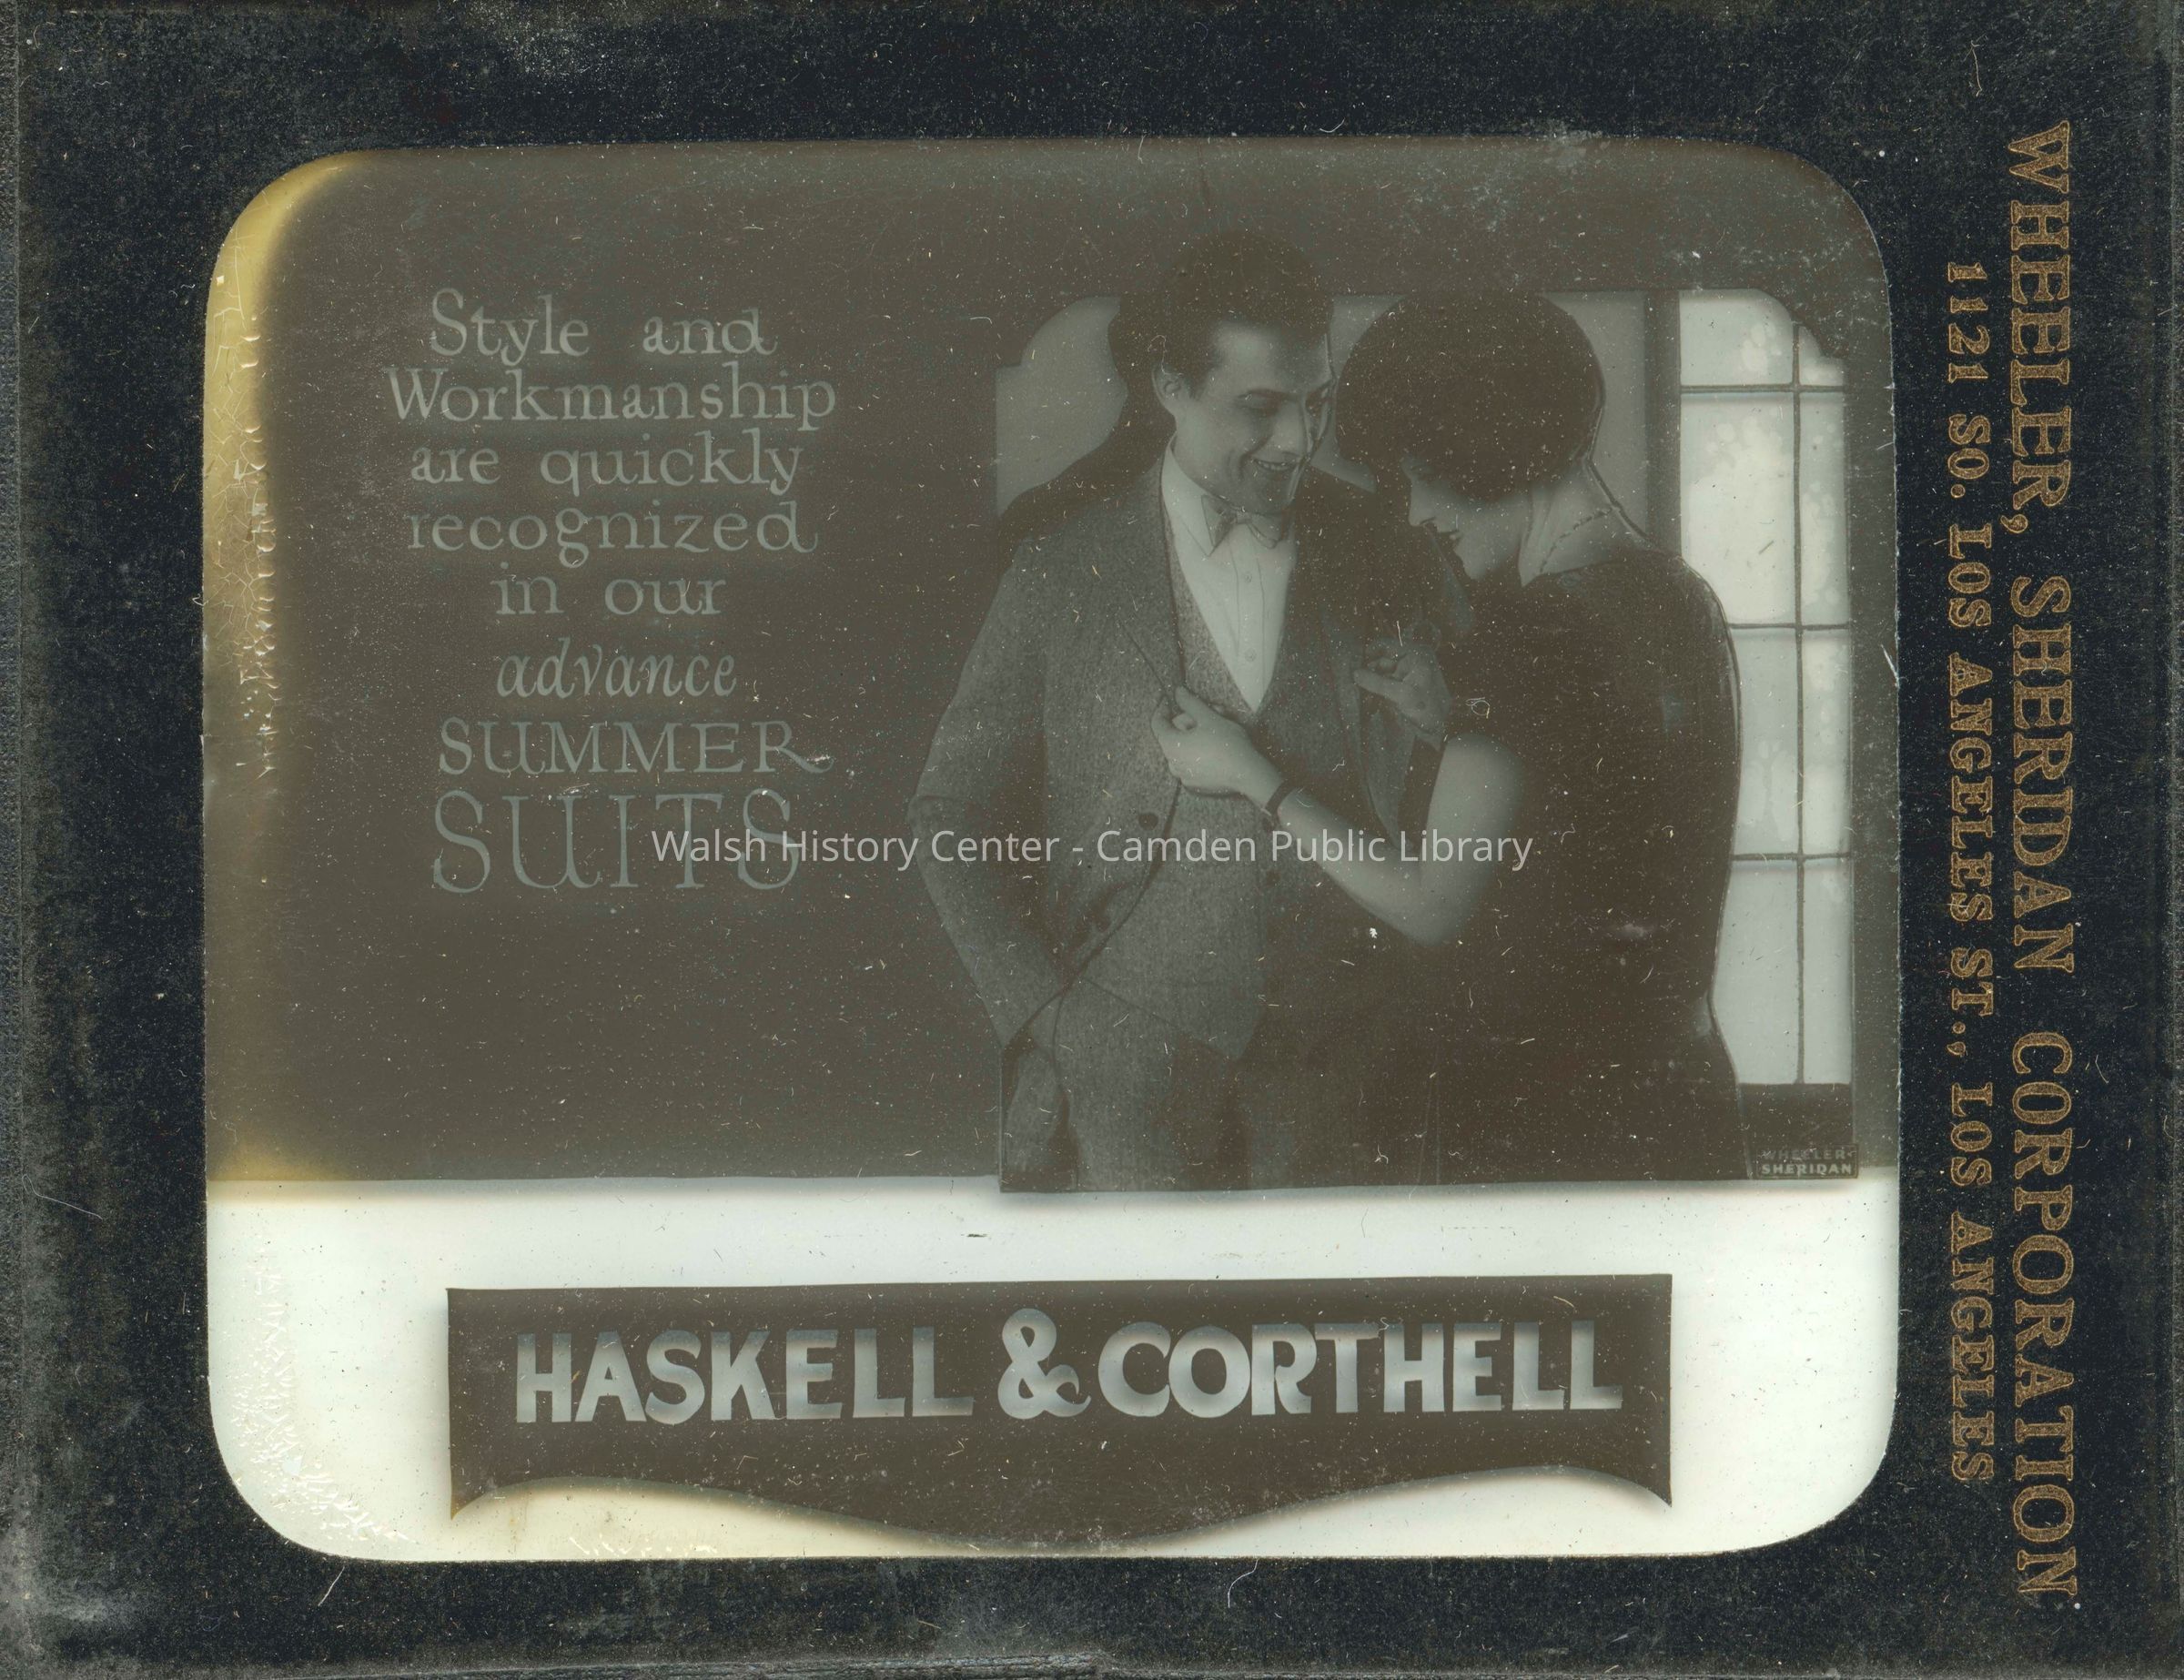 Style and
Workmanship
are quickly
recognized
in our
advance
SUMMER
SUITS
Walsh History Center - Camden Public Library
WHEELER-
SHERIDAN
HASKELL & CORTHELL
WHEELER, SHERIDAN CORPORATION
1121 SO. LOS ANGELES ST., LOS ANGELES